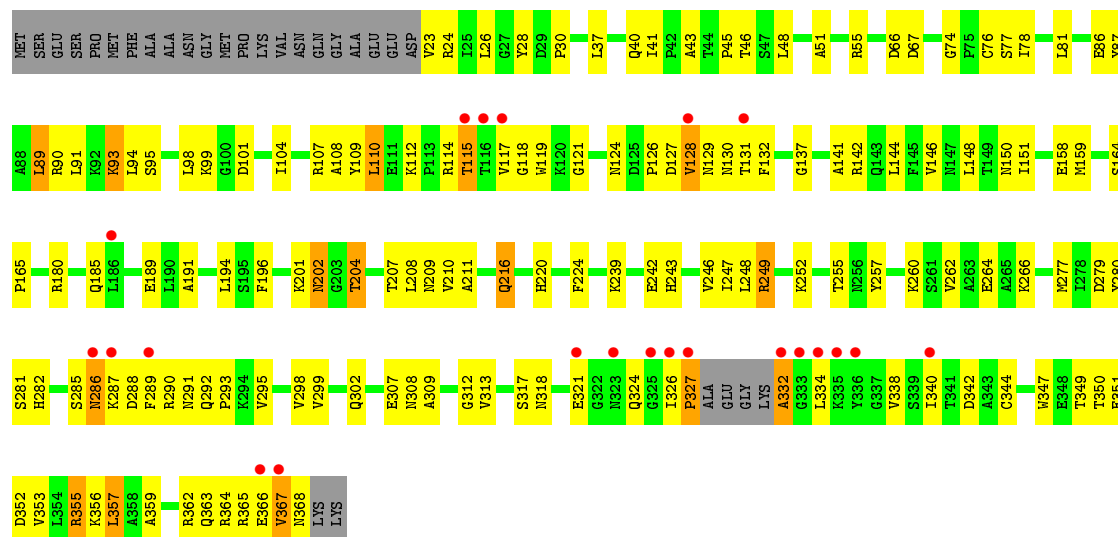 MET SER GLU SER PRO MET PHE ALA ALA ASN GLY MET PRO LYS VAL ASN GLN GLY ALA GLU GLU ASP V23 R24 I25 L26 G27 Y28 D29 P30 L37 Q40 I41 P42 A43 T44 P45 T46 S47 L48 A51 R55 D66 D67 G74 P75 C76 S77 I78 L81 E86 Y87
A88 L89 R90 L91 K92 K93 L94 S95 L98 K99 G100 D101 I104 R107 A108 Y109 L110 E111 K112 P113 R114 T115 T116 V117 G118 W119 K120 G121 N124 D125 P126 D127 V128 N129 N130 T131 F132 G137 A141 R142 Q143 L144 F145 V146 N147 L148 T149 N150 I151 E158 M159 S164
P165 R180 Q185 L186 E189 L190 A191 L194 S195 F196 K201 N202 G203 T204 T207 L208 N209 V210 A211 Q216 H220 F224 K239 E242 H243 V246 I247 L248 R249 K252 T255 N256 Y257 K260 S261 V262 A263 E264 A265 K266 M277 I278 D279 Y280
S281 H282 S285 N286 K287 D288 F289 R290 N291 Q292 P293 K294 V295 V298 V299 Q302 E307 N308 A309 G312 V313 S317 N318 E321 G322 N323 Q324 G325 I326 P327 ALA GLU GLY LYS A332 G333 L334 K335 Y336 G337 V338 S339 I340 T341 D342 A343 C344 W347 E348 T349 T350 E351
D352 V353 L354 R355 K356 L357 A358 A359 R362 Q363 R364 R365 E366 V367 N368 LYS LYS